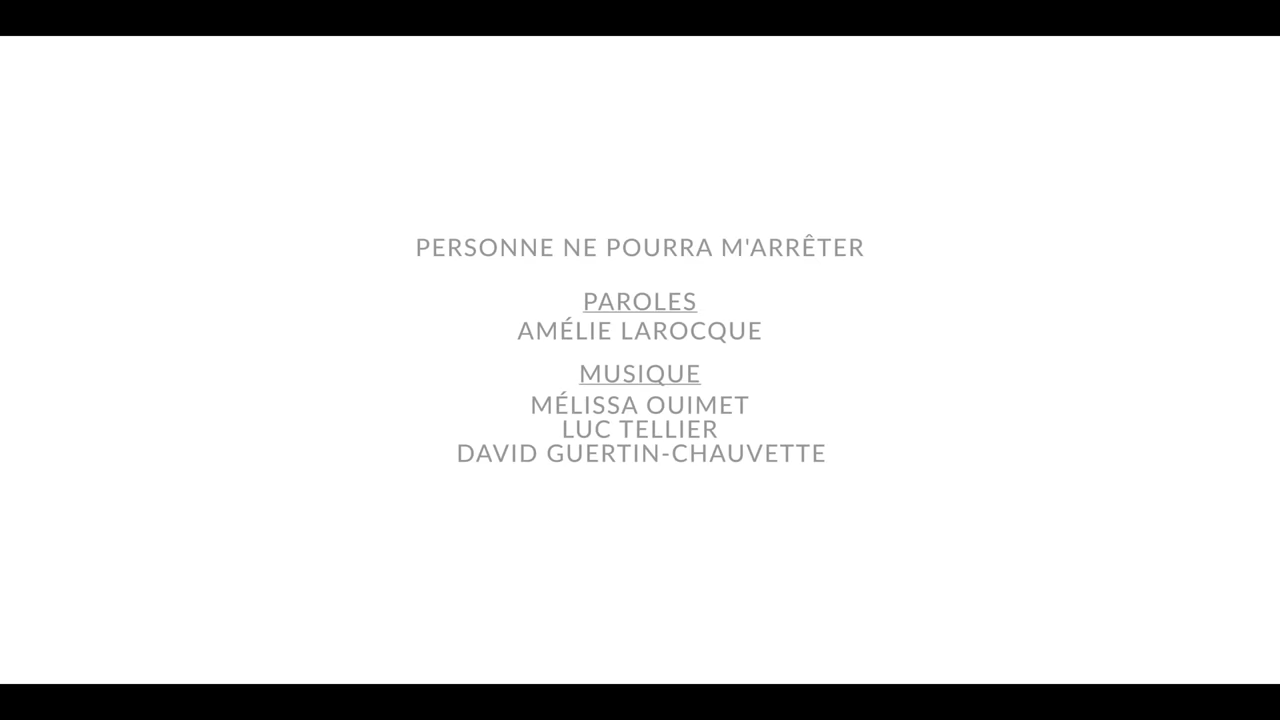 PERSONNE NE POURRA M'ARRÊTER
PAROLES
AMÉLIE LAROCQUE
MUSIQUE
MÉLISSA OUIMET
LUC TELLIER
DAVID GUERTIN-CHAUVETTE